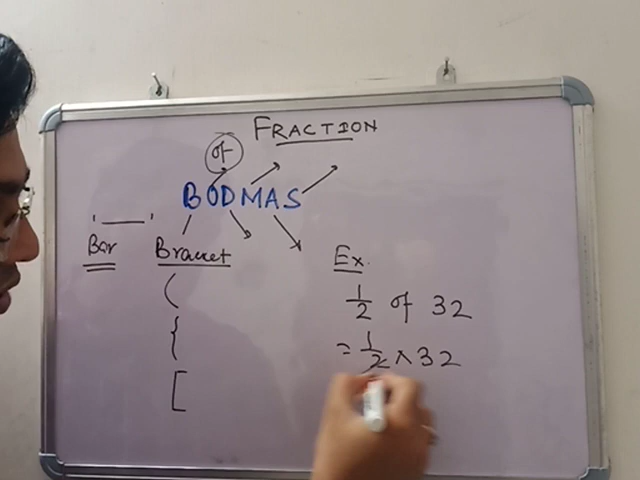 FRACTION
of
BODMAS
'——'
Bar Bracket
(
{
[
Ex.
1/2 of 32
= 1/2 × 32